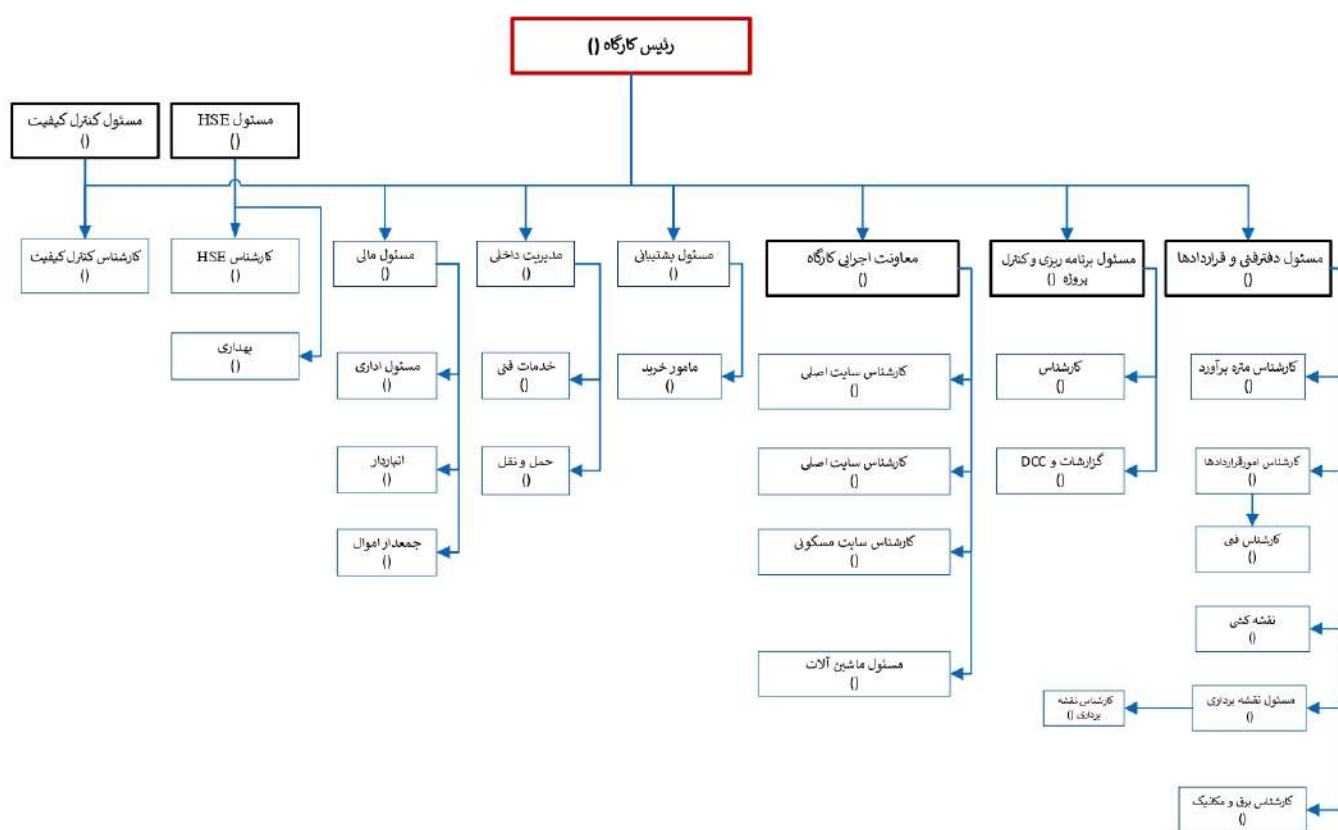 رئیس کارگاه ()
مسئول کنترل کیفیت
()
مسئول HSE
()
مسئول دفترفنی و قراردادها
()
مسئول برنامه ریزی و کنترل
پروژه ()
معاونت اجرایی کارگاه
()
مسئول پشتیبانی
()
مدیریت داخلی
()
مسئول مالی
()
کارشناس HSE
()
کارشناس کنترل کیفیت
()
کارشناس متره برآورد
()
کارشناس
()
کارشناس سایت اصلی
()
مامور خرید
()
خدمات فنی
()
مسئول اداری
()
بهداری
()
کارشناس امورقراردادها
()
گزارشات و DCC
()
کارشناس سایت اصلی
()
حمل و نقل
()
انباردار
()
کارشناس فنی
()
کارشناس سایت مسکونی
()
جمعدار اموال
()
نقشه کشی
()
مسئول ماشین آلات
()
مسئول نقشه برداری
()
کارشناس نقشه
برداری ()
کارشناس برق و مکانیک
()